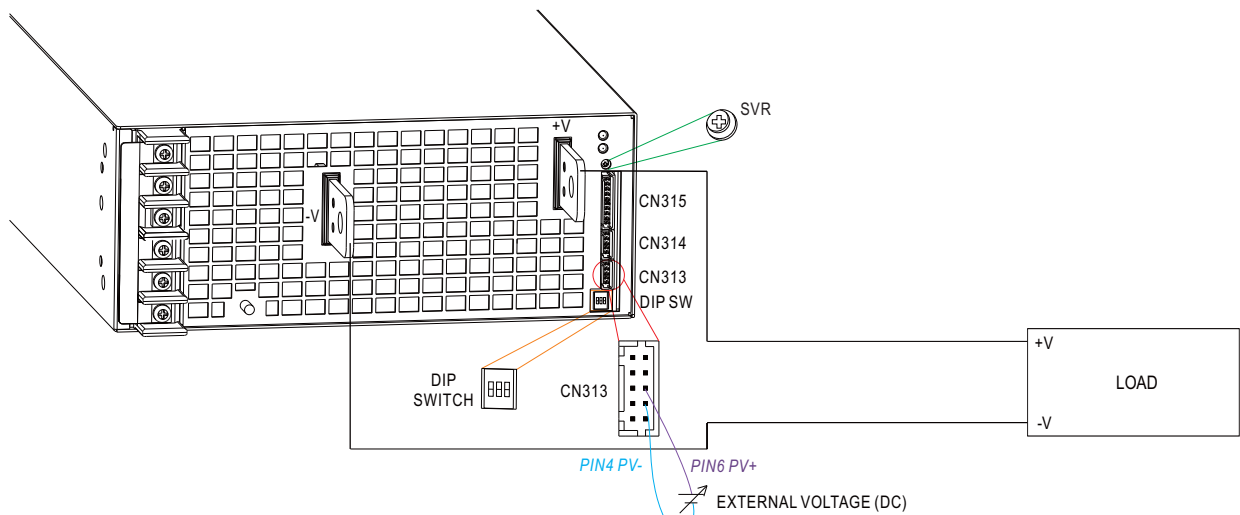 SVR
+V
-V
CN315
CN314
CN313
DIP SW
DIP
SWITCH
CN313
+V
LOAD
-V
PIN4 PV-
PIN6 PV+
EXTERNAL VOLTAGE (DC)